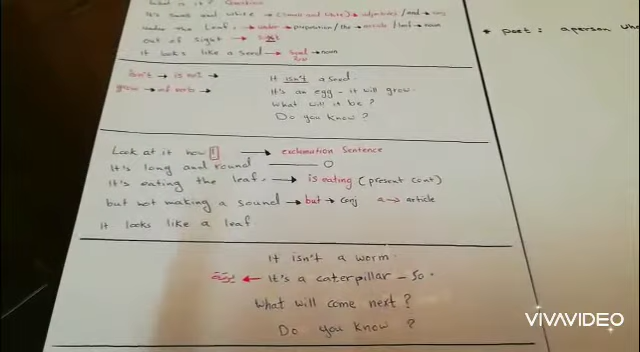 What is it? Question
It's small and white → (small and white) → adjectives / and →
under the leaf. → under → preposition / the → article / leaf → noun
out of sight →
It looks like a seed → seed → noun
isn't → is not →
grow → inf verb →
It isn't a seed.
It's an egg - it will grow.
What will it be?
Do you know?
Look at it now! → exclamation sentence
It's long and round
It's eating the leaf. → is eating (present cont)
but not making a sound → but → conj a → article
It looks like a leaf
It isn't a worm.
يرقة ← It's a caterpillar - So.
What will come next?
Do you know?
* poet: a person
VIVAVIDEO